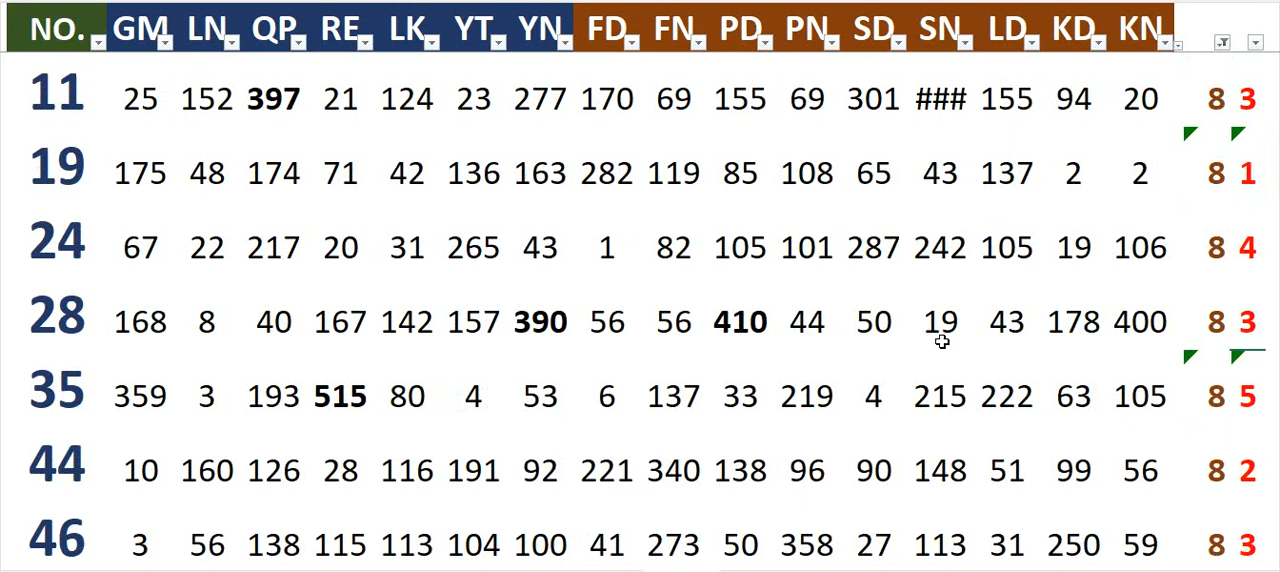 NO. GM LN QP RE LK YT YN FD FN PD PN SD SN LD KD KN
11 25 152 397 21 124 23 277 170 69 155 69 301 ### 155 94 20 8 3
19 175 48 174 71 42 136 163 282 119 85 108 65 43 137 2 2 8 1
24 67 22 217 20 31 265 43 1 82 105 101 287 242 105 19 106 8 4
28 168 8 40 167 142 157 390 56 56 410 44 50 19 43 178 400 8 3
35 359 3 193 515 80 4 53 6 137 33 219 4 215 222 63 105 8 5
44 10 160 126 28 116 191 92 221 340 138 96 90 148 51 99 56 8 2
46 3 56 138 115 113 104 100 41 273 50 358 27 113 31 250 59 8 3